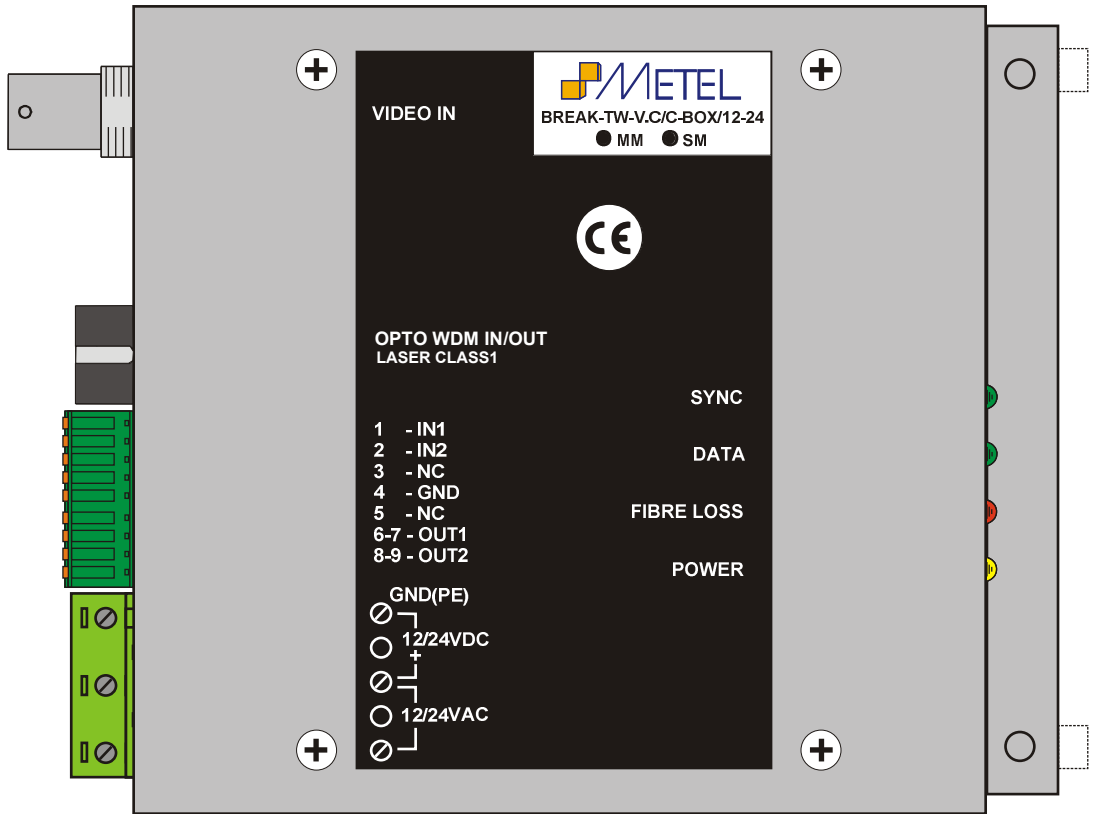 METEL
BREAK-TW-V.C/C-BOX/12-24
MM SM
VIDEO IN
CE
OPTO WDM IN/OUT
LASER CLASS1
SYNC
DATA
FIBRE LOSS
POWER
1 - IN1
2 - IN2
3 - NC
4 - GND
5 - NC
6-7 - OUT1
8-9 - OUT2
GND(PE)
12/24VDC
+
12/24VAC